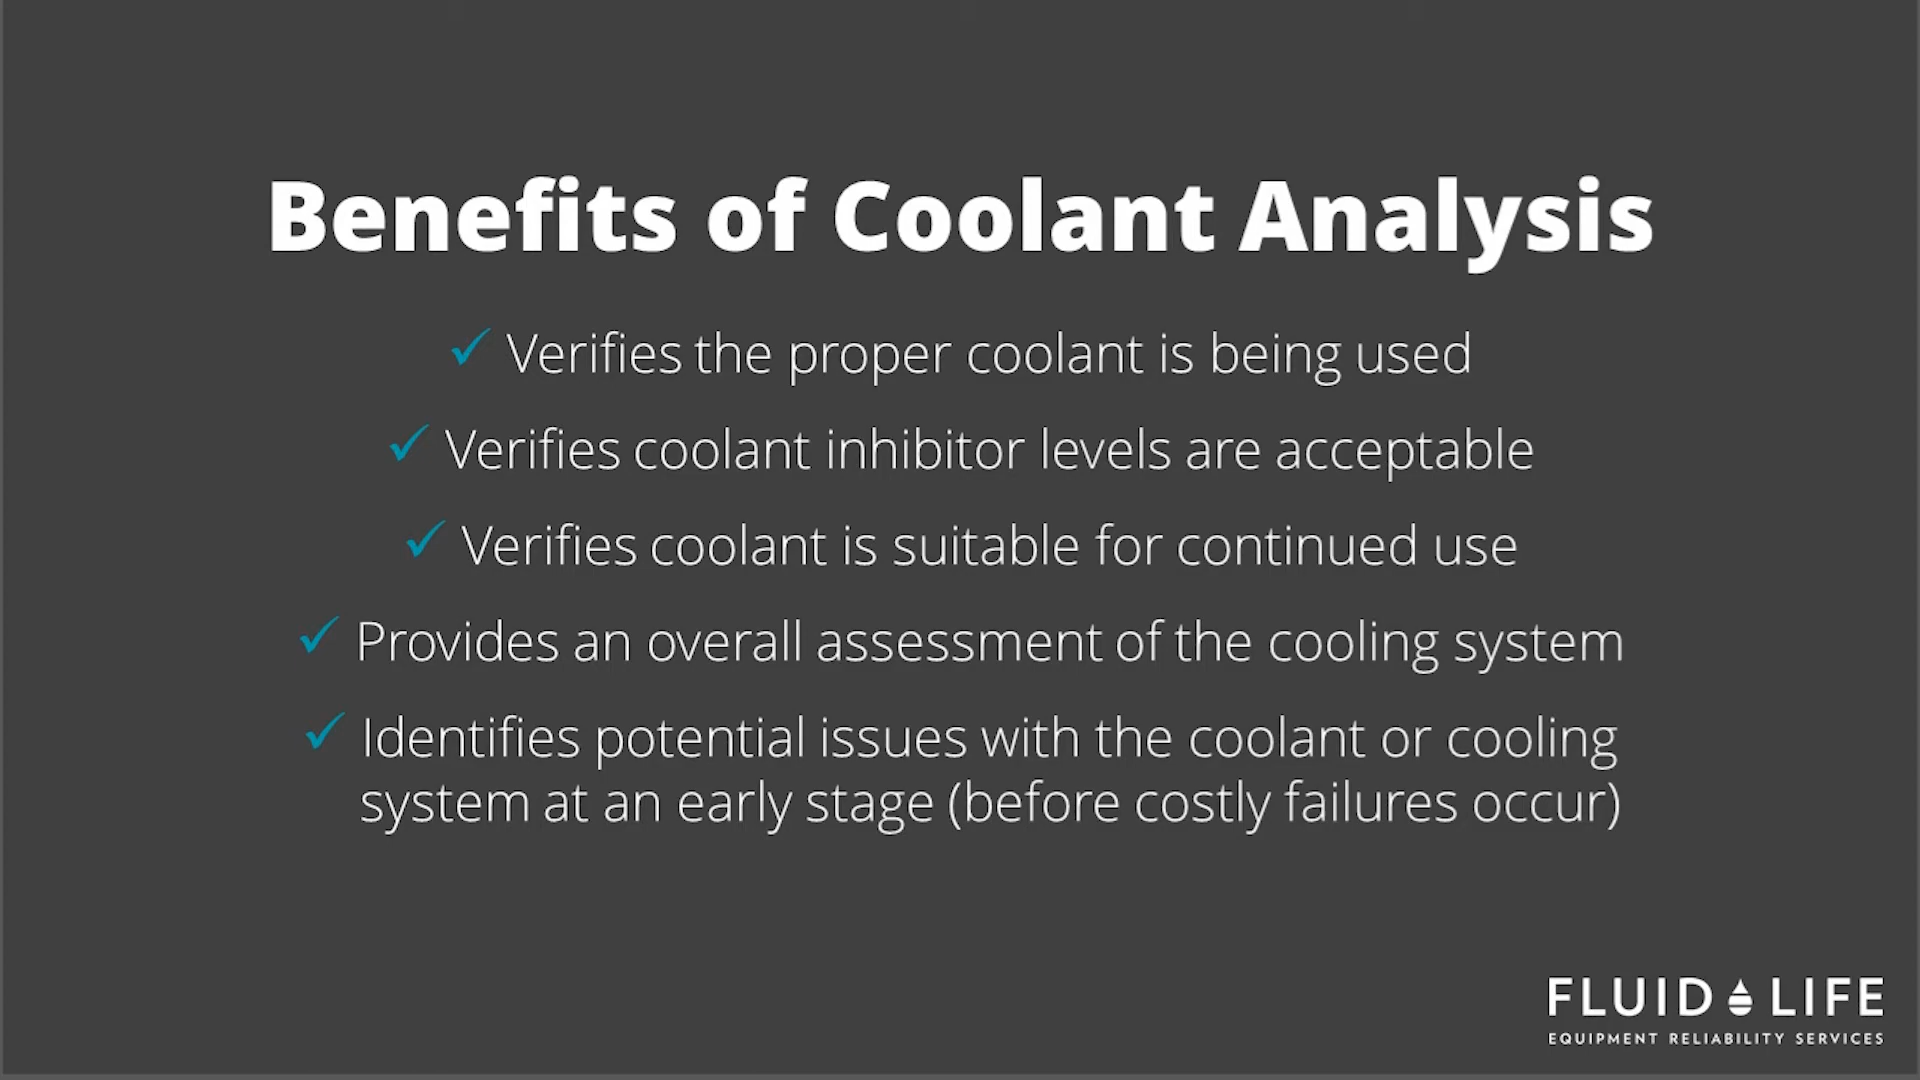 Benefits of Coolant Analysis
✓ Verifies the proper coolant is being used
✓ Verifies coolant inhibitor levels are acceptable
✓ Verifies coolant is suitable for continued use
✓ Provides an overall assessment of the cooling system
✓ Identifies potential issues with the coolant or cooling
system at an early stage (before costly failures occur)
FLUID LIFE
EQUIPMENT RELIABILITY SERVICES